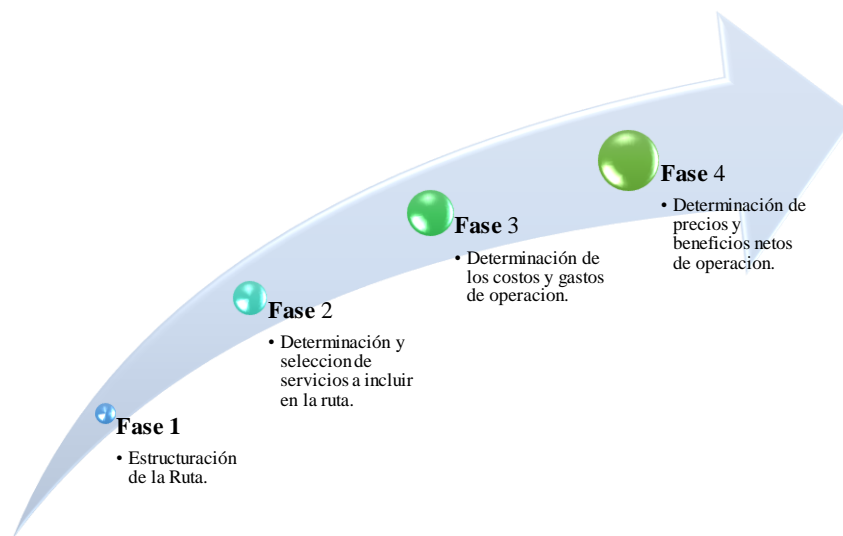 Fase 1
• Estructuración
de la Ruta.
Fase 2
• Determinación y
seleccion de
servicios a incluir
en la ruta.
Fase 3
• Determinación de
los costos y gastos
de operacion.
Fase 4
• Determinación de
precios y
beneficios netos
de operacion.